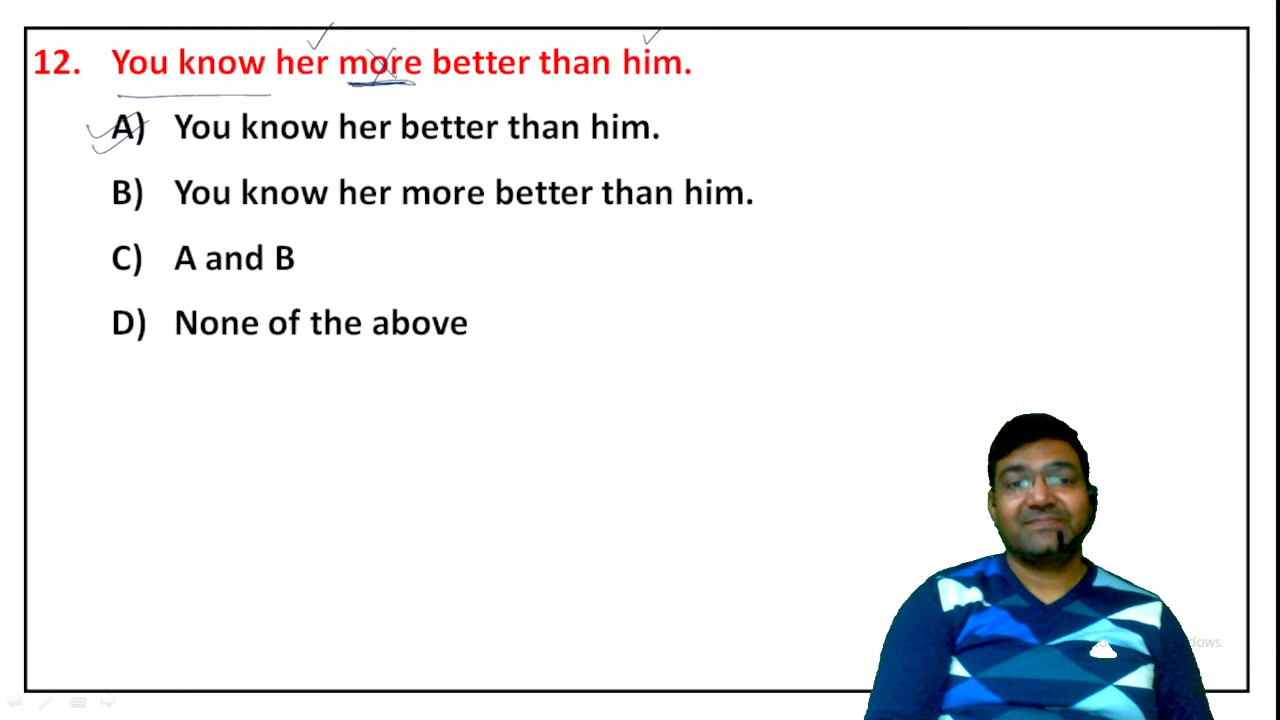 12. You know her more better than him.
A) You know her better than him.
B) You know her more better than him.
C) A and B
D) None of the above